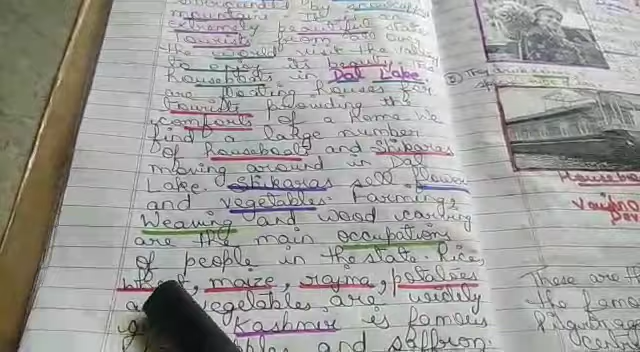 surrounded by snowcapped
mountains. It is an
extremely beautiful state
Tourists from all over
the world visit the valley
to enjoy its beauty. The
houseboats in Dal Lake
are floating houses for
tourists providing the
comforts of a home. We
find a large number
of houseboats and Shikaras
moving around in Dal
Lake. Shikaras sell flowers
and vegetables. Farming,
Weaving and wood carving
are the main occupations
of people in the state. Rice,
maize, rajma, potatoes
vegetables are widely
Kashmir is famous
and saffron.
Houseboat
These are the
the famous